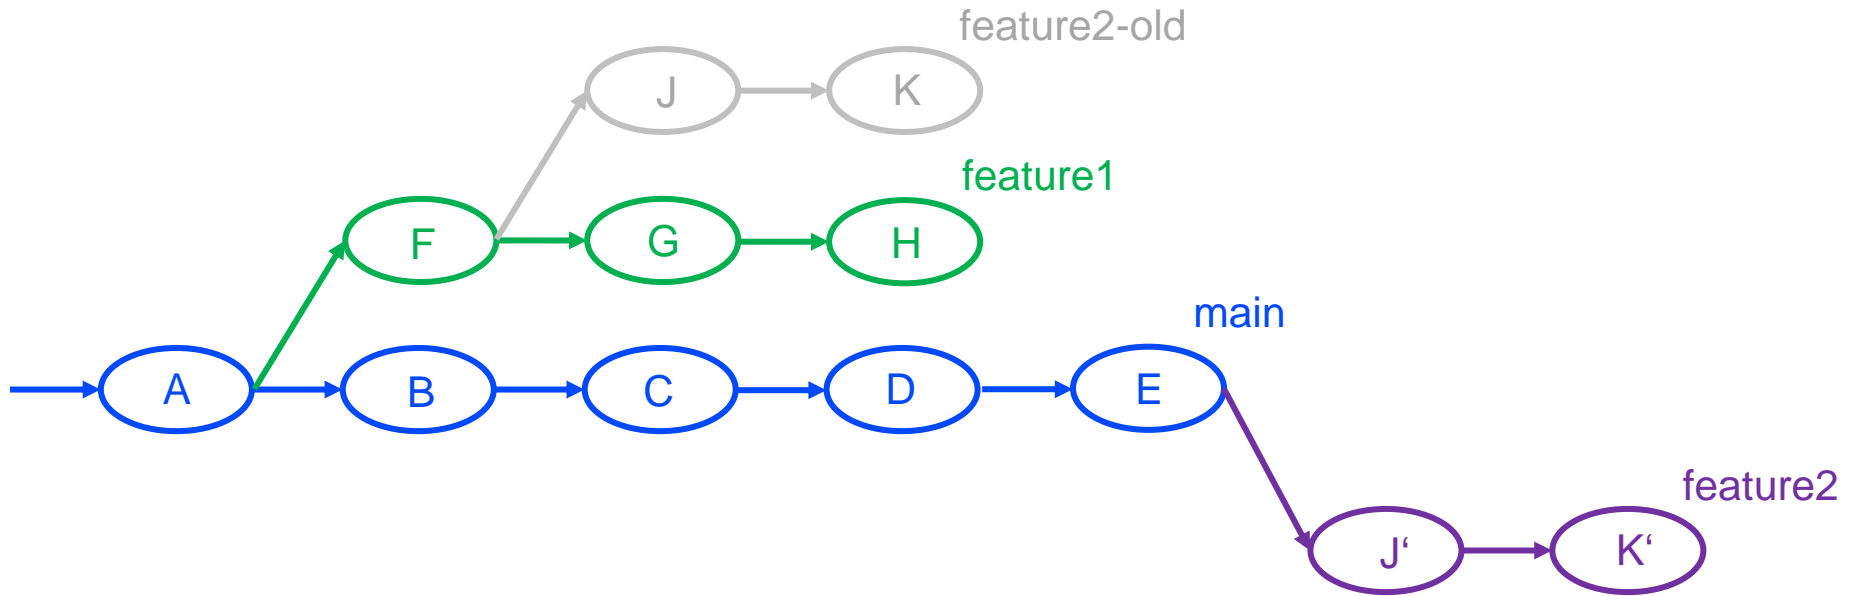 feature2-old
J K
feature1
F G H
main
A B C D E
feature2
J‘ K‘